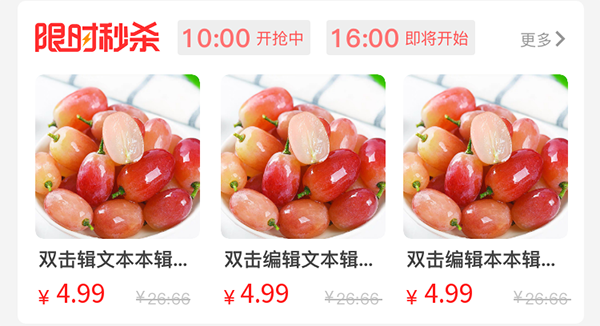 限时秒杀 10:00 开抢中 16:00 即将开始 更多
双击辑文本本辑... 双击编辑文本辑... 双击编辑本本辑...
¥ 4.99 ¥26:66 ¥ 4.99 ¥26:66 ¥ 4.99 ¥26:66